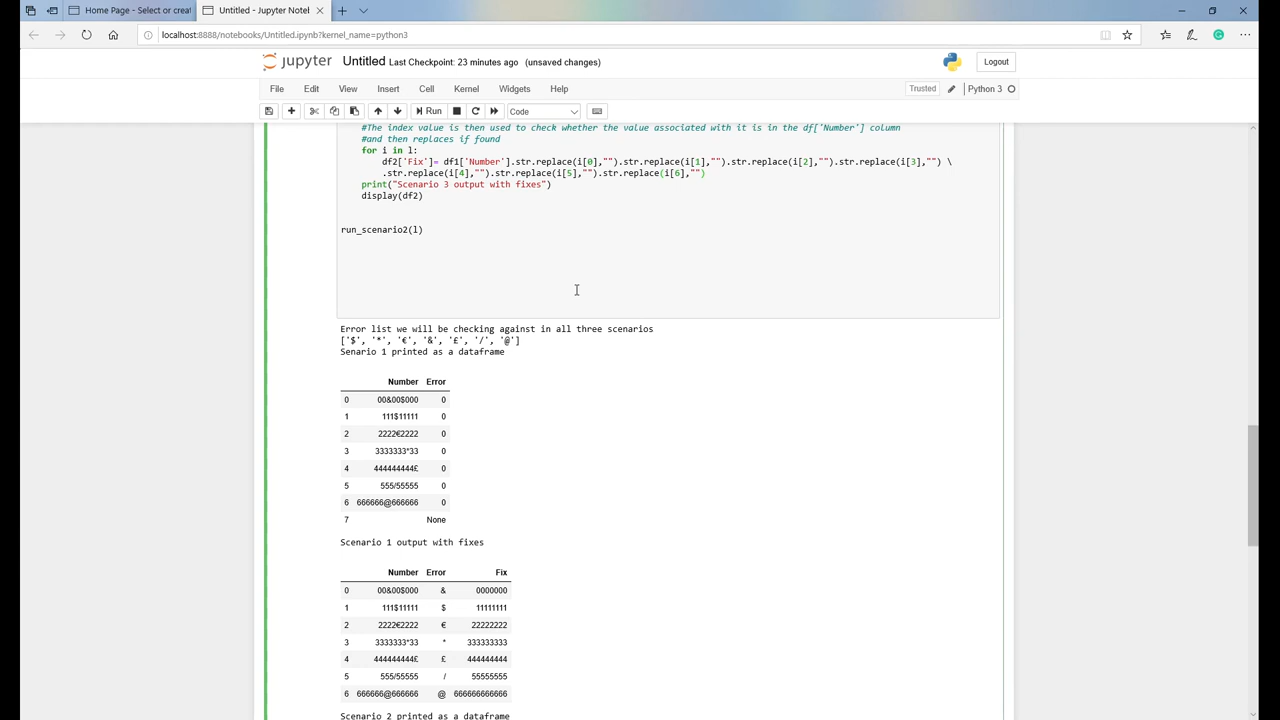 Home Page - Select or creat
Untitled - Jupyter Noteb
localhost:8888/notebooks/Untitled.ipynb?kernel_name=python3
jupyter Untitled Last Checkpoint: 23 minutes ago (unsaved changes)
Logout
File Edit View Insert Cell Kernel Widgets Help
Trusted
Python 3
Run
Code
#The index value is then used to check whether the value associated with it is in the df['Number'] column
#and then replaces if found
for i in l:
df2['Fix']= df1['Number'].str.replace(i[0],"").str.replace(i[1],"").str.replace(i[2],"").str.replace(i[3],"") \
.str.replace(i[4],"").str.replace(i[5],"").str.replace(i[6],"")
print("Scenario 3 output with fixes")
display(df2)
run_scenario2(l)
Error list we will be checking against in all three scenarios
['$', '*', '€', '&', '£', '/', '@']
Senario 1 printed as a dataframe
Number Error
0 00&00$000 0
1 111$11111 0
2 2222€2222 0
3 3333333*33 0
4 444444444£ 0
5 555/55555 0
6 666666@666666 0
7 None
Scenario 1 output with fixes
Number Error Fix
0 00&00$000 & 0000000
1 111$11111 $ 11111111
2 2222€2222 € 22222222
3 3333333*33 * 333333333
4 444444444£ £ 444444444
5 555/55555 / 55555555
6 666666@666666 @ 666666666666
Scenario 2 printed as a dataframe